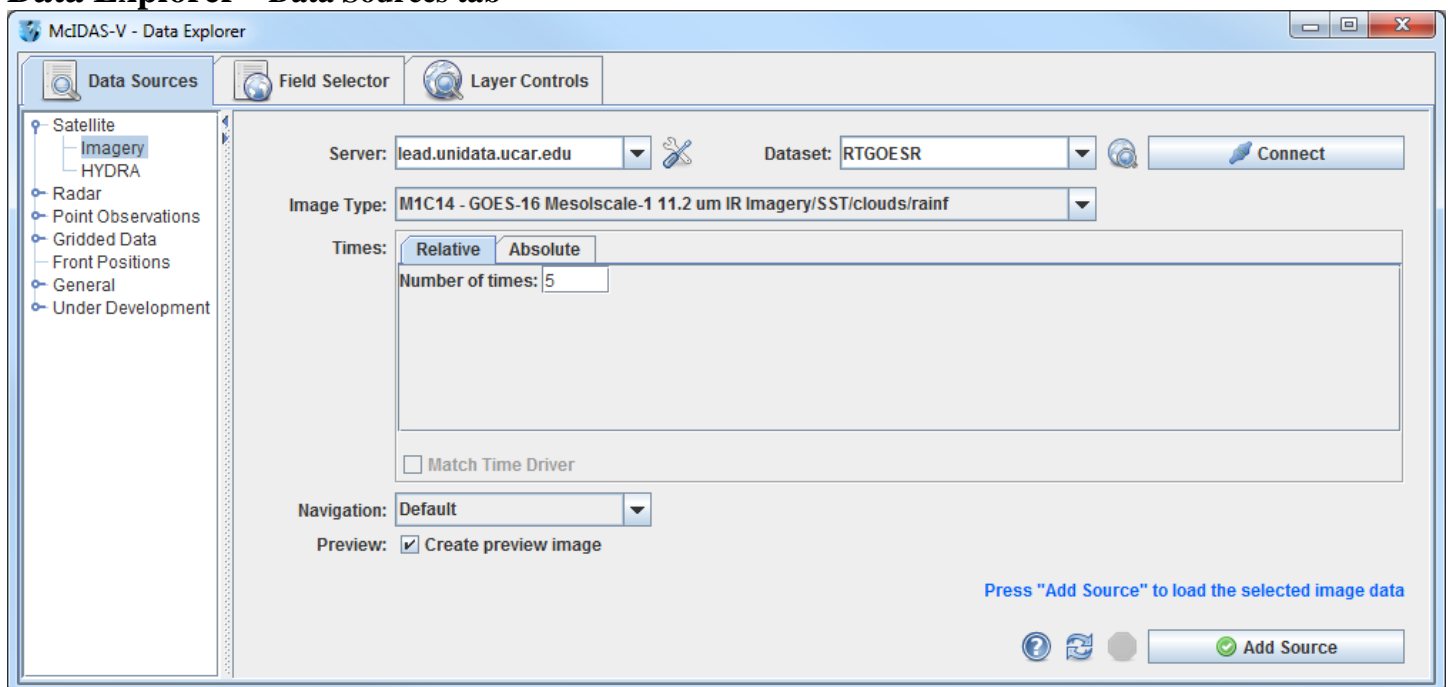 Data Explorer - Data Sources tab
McIDAS-V - Data Explorer
Data Sources
Field Selector
Layer Controls
Satellite
Imagery
HYDRA
Radar
Point Observations
Gridded Data
Front Positions
General
Under Development
Server: lead.unidata.ucar.edu Dataset: RTGOESR Connect
Image Type: M1C14 - GOES-16 Mesolscale-1 11.2 um IR Imagery/SST/clouds/rainf
Times: Relative Absolute
Number of times: 5
Match Time Driver
Navigation: Default
Preview: Create preview image
Press "Add Source" to load the selected image data
Add Source